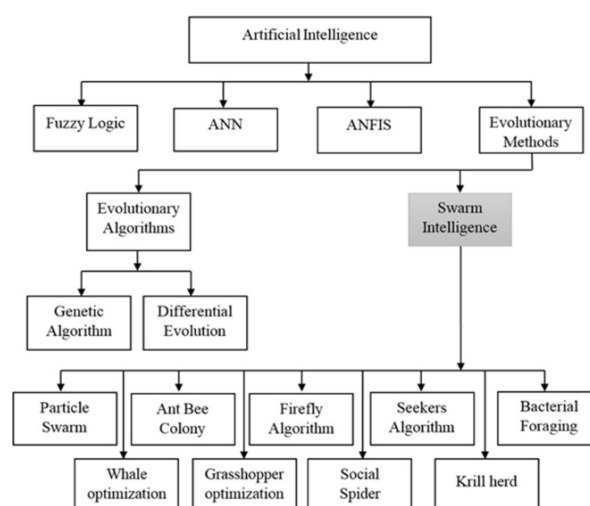 Artificial Intelligence
Fuzzy Logic
ANN
ANFIS
Evolutionary
Methods
Evolutionary
Algorithms
Swarm
Intelligence
Genetic
Algorithm
Differential
Evolution
Particle
Swarm
Ant Bee
Colony
Firefly
Algorithm
Seekers
Algorithm
Bacterial
Foraging
Whale
optimization
Grasshopper
optimization
Social
Spider
Krill herd